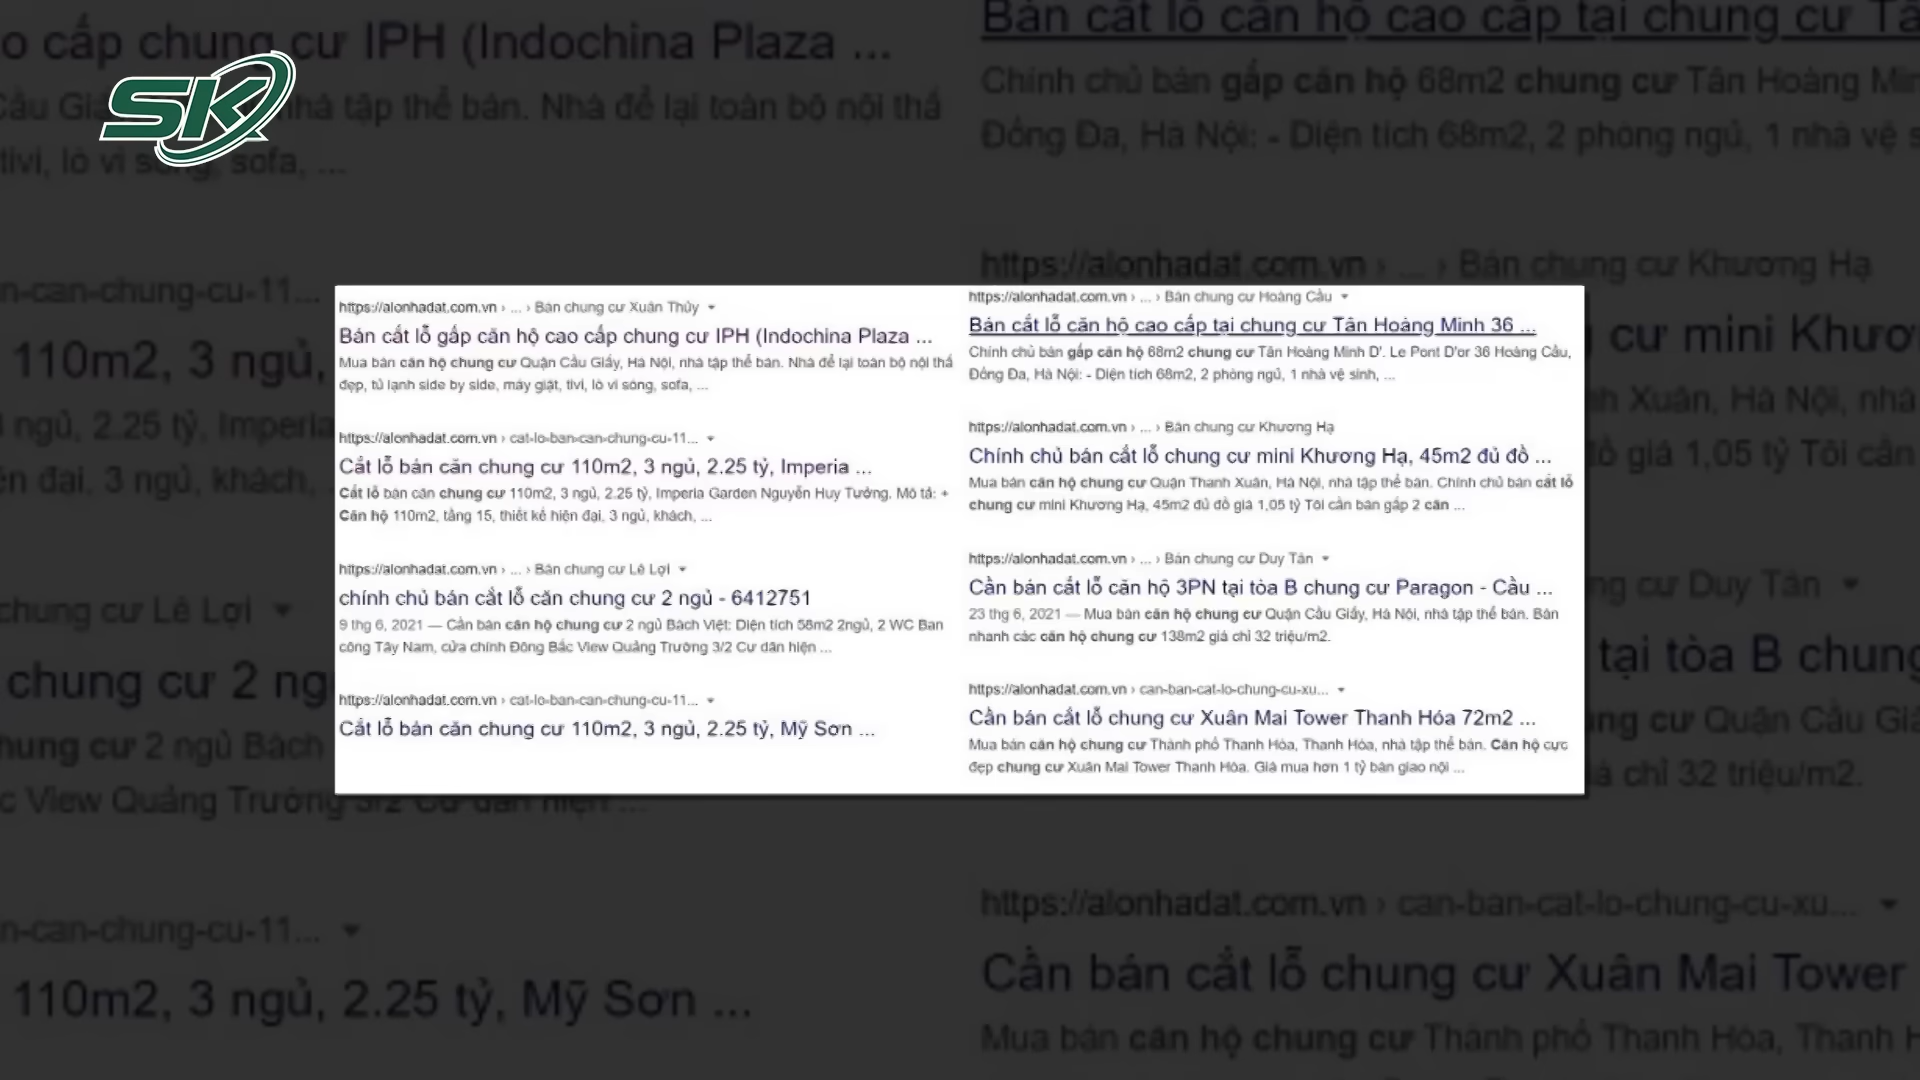 SK
https://alonhadat.com.vn › ... › Bán chung cư Xuân Thủy
Bán cắt lỗ gấp căn hộ cao cấp chung cư IPH (Indochina Plaza ...
Mua bán căn hộ chung cư Quận Cầu Giấy, Hà Nội, nhà tập thể bán. Nhà để lại toàn bộ nội thấ
đẹp, tủ lạnh side by side, máy giặt, tivi, lò vi sóng, sofa, ...
https://alonhadat.com.vn › cat-lo-ban-can-chung-cu-11...
Cắt lỗ bán căn chung cư 110m2, 3 ngủ, 2.25 tỷ, Imperia ...
Cắt lỗ bán căn chung cư 110m2, 3 ngủ, 2.25 tỷ, Imperia Garden Nguyễn Huy Tưởng. Mô tả: +
Căn hộ 110m2, tầng 15, thiết kế hiện đại, 3 ngủ, khách, ...
https://alonhadat.com.vn › ... › Bán chung cư Lê Lợi
chính chủ bán cắt lỗ căn chung cư 2 ngủ - 6412751
9 thg 6, 2021 — Cần bán căn hộ chung cư 2 ngủ Bách Việt: Diện tích 58m2 2ngủ, 2 WC Ban
công Tây Nam, cửa chính Đông Bắc View Quảng Trường 3/2 Cư dân hiện ...
https://alonhadat.com.vn › cat-lo-ban-can-chung-cu-11...
Cắt lỗ bán căn chung cư 110m2, 3 ngủ, 2.25 tỷ, Mỹ Sơn ...
https://alonhadat.com.vn › ... › Bán chung cư Hoàng Cầu
Bán cắt lỗ căn hộ cao cấp tại chung cư Tân Hoàng Minh 36 ...
Chính chủ bán gấp căn hộ 68m2 chung cư Tân Hoàng Minh D'. Le Pont D'or 36 Hoàng Cầu,
Đống Đa, Hà Nội: - Diện tích 68m2, 2 phòng ngủ, 1 nhà vệ sinh, ...
https://alonhadat.com.vn › ... › Bán chung cư Khương Hạ
Chính chủ bán cắt lỗ chung cư mini Khương Hạ, 45m2 đủ đồ ...
Mua bán căn hộ chung cư Quận Thanh Xuân, Hà Nội, nhà tập thể bán. Chính chủ bán cắt lỗ
chung cư mini Khương Hạ, 45m2 đủ đồ giá 1,05 tỷ Tôi cần bán gấp 2 căn ...
https://alonhadat.com.vn › ... › Bán chung cư Duy Tân
Cần bán cắt lỗ căn hộ 3PN tại tòa B chung cư Paragon - Cầu ...
23 thg 6, 2021 — Mua bán căn hộ chung cư Quận Cầu Giấy, Hà Nội, nhà tập thể bán. Bán
nhanh các căn hộ chung cư 138m2 giá chỉ 32 triệu/m2.
https://alonhadat.com.vn › can-ban-cat-lo-chung-cu-xu...
Cần bán cắt lỗ chung cư Xuân Mai Tower Thanh Hóa 72m2 ...
Mua bán căn hộ chung cư Thành phố Thanh Hóa, Thanh Hóa, nhà tập thể bán. Căn hộ cực
đẹp chung cư Xuân Mai Tower Thanh Hóa. Giá mua hơn 1 tỷ bàn giao nội ...